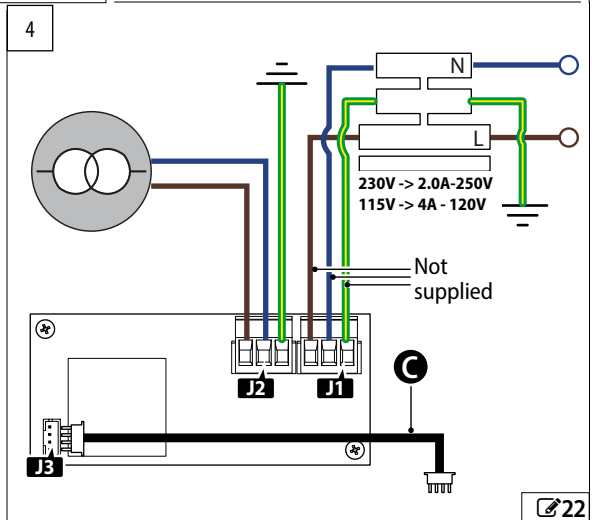 4
N
L
230V -> 2.0A-250V
115V -> 4A - 120V
Not
supplied
J2
J1
C
J3
22